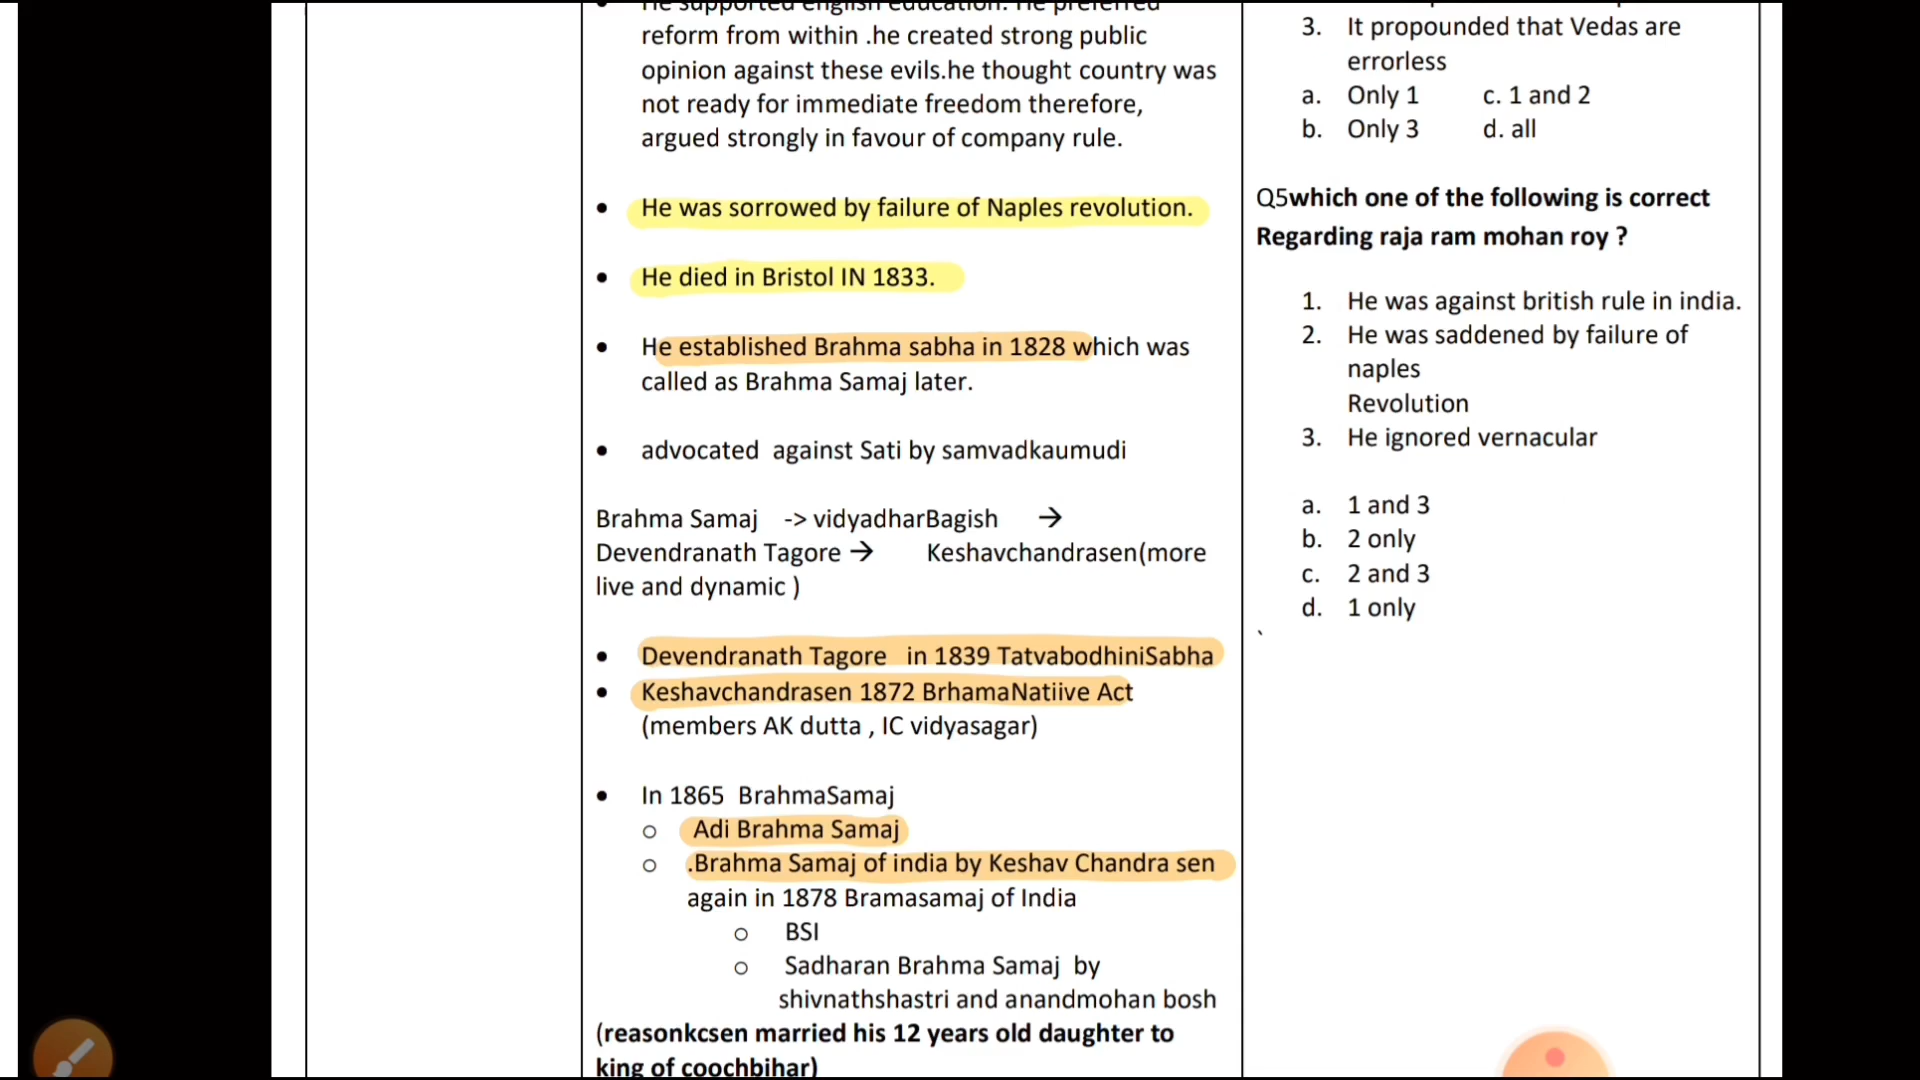 He supported english education. He preferred
reform from within .he created strong public
opinion against these evils.he thought country was
not ready for immediate freedom therefore,
argued strongly in favour of company rule.
He was sorrowed by failure of Naples revolution.
He died in Bristol IN 1833.
He established Brahma sabha in 1828 which was
called as Brahma Samaj later.
advocated  against Sati by samvadkaumudi
Brahma Samaj   -> vidyadharBagish     →
Devendranath Tagore →      Keshavchandrasen(more
live and dynamic )
Devendranath Tagore   in 1839 TatvabodhiniSabha
Keshavchandrasen 1872 BrhamaNatiive Act
(members AK dutta , IC vidyasagar)
In 1865  BrahmaSamaj
Adi Brahma Samaj
.Brahma Samaj of india by Keshav Chandra sen
again in 1878 Bramasamaj of India
BSI
Sadharan Brahma Samaj  by
shivnathshastri and anandmohan bosh
(reasonkcsen married his 12 years old daughter to
king of coochbihar)
3. It propounded that Vedas are
errorless
a. Only 1 c. 1 and 2
b. Only 3 d. all
Q5which one of the following is correct
Regarding raja ram mohan roy ?
1. He was against british rule in india.
2. He was saddened by failure of
naples
Revolution
3. He ignored vernacular
a. 1 and 3
b. 2 only
c. 2 and 3
d. 1 only